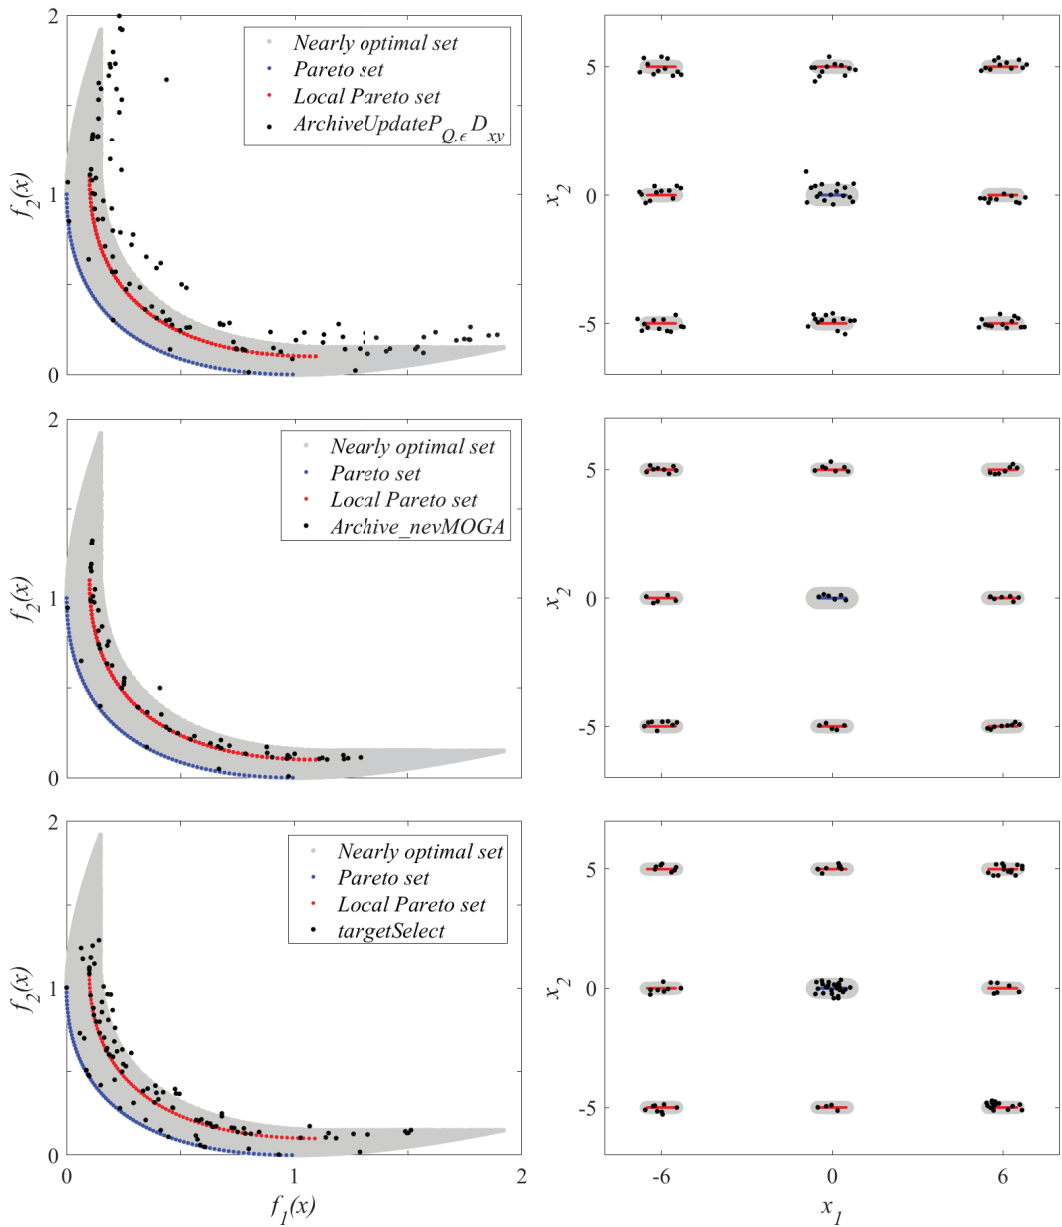 2
Nearly optimal set
Pareto set
Local Pareto set
ArchiveUpdateP_{Q,ϵ}D_{xy}
1
f_2(x)
0
5
x_2
0
-5
2
Nearly optimal set
Pareto set
Local Pareto set
Archive_nevMOGA
1
f_2(x)
0
5
x_2
0
-5
2
Nearly optimal set
Pareto set
Local Pareto set
targetSelect
1
f_2(x)
0
0 1 2
f_1(x)
5
x_2
0
-5
-6 0 6
x_1